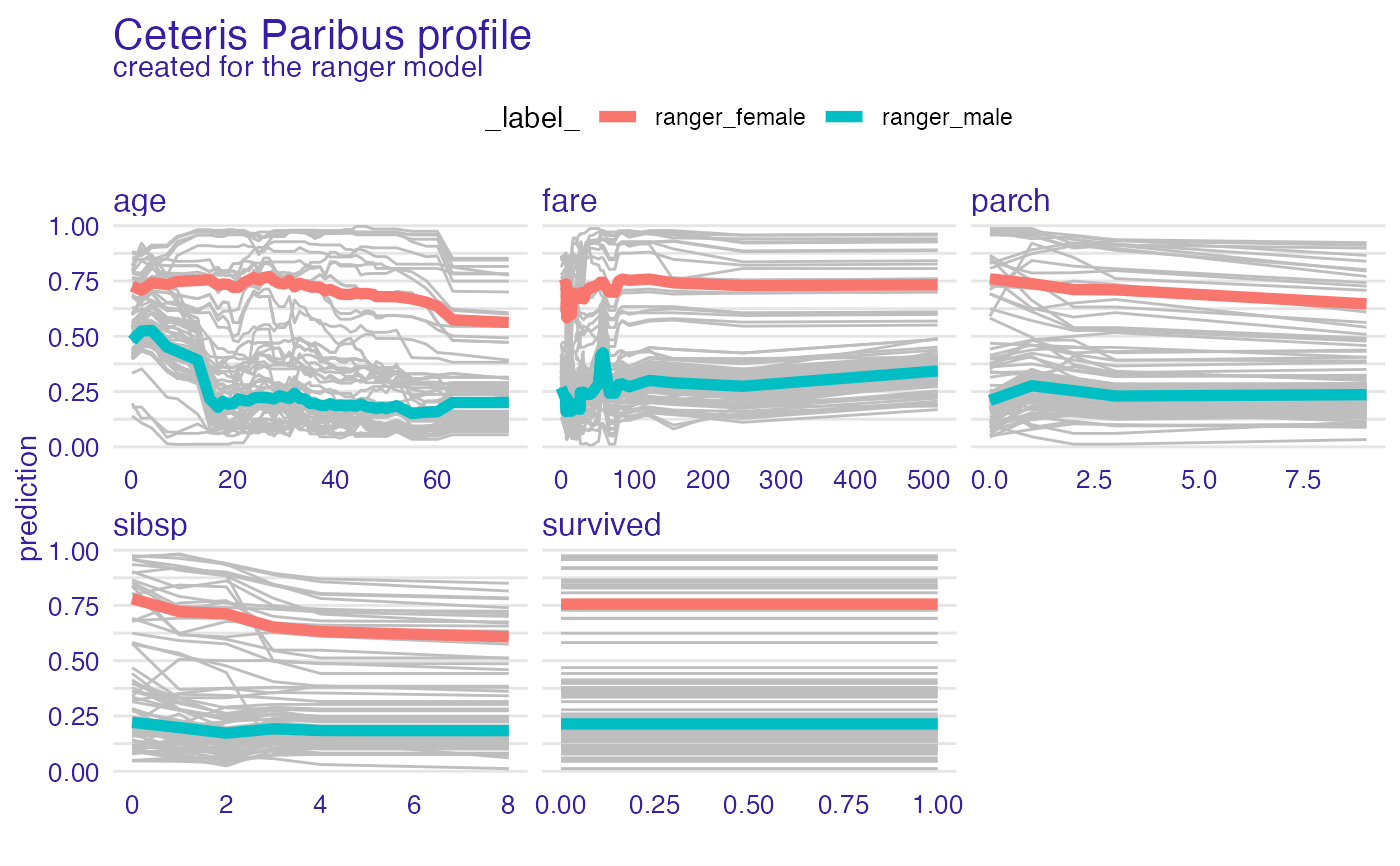 Ceteris Paribus profile
created for the ranger model
_label_ ranger_female ranger_male
age fare parch
1.00
0.75
0.50
0.25
0.00
0 20 40 60 0 100 200 300 400 500 0.0 2.5 5.0 7.5
prediction
sibsp survived
1.00
0.75
0.50
0.25
0.00
0 2 4 6 8 0.00 0.25 0.50 0.75 1.00